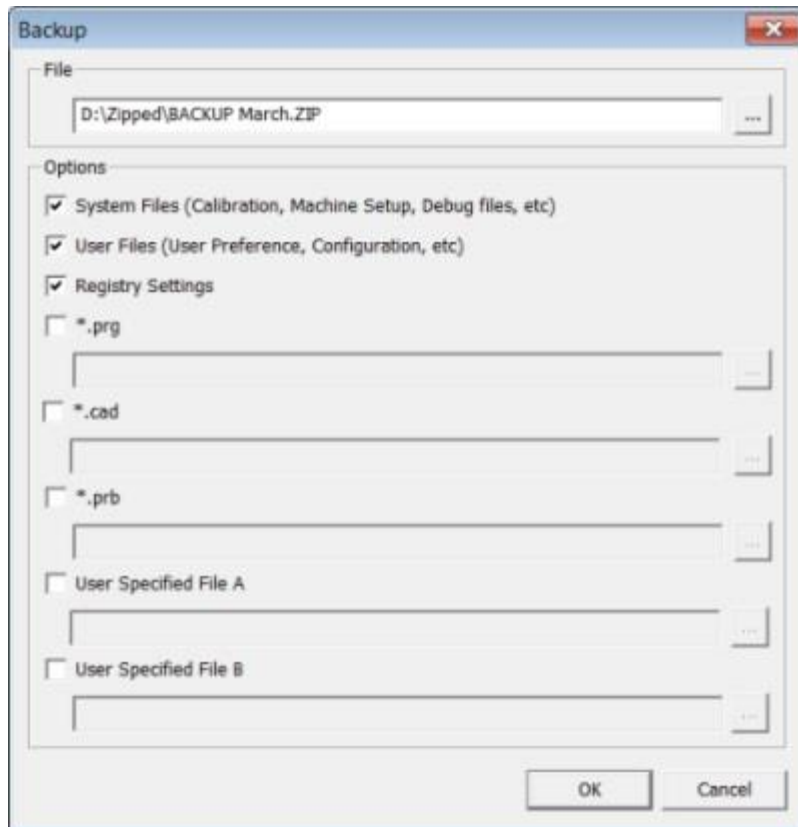 Backup
File
D:\Zipped\BACKUP March.ZIP
...
Options
System Files (Calibration, Machine Setup, Debug files, etc)
User Files (User Preference, Configuration, etc)
Registry Settings
*.prg
...
*.cad
...
*.prb
...
User Specified File A
...
User Specified File B
...
OK Cancel